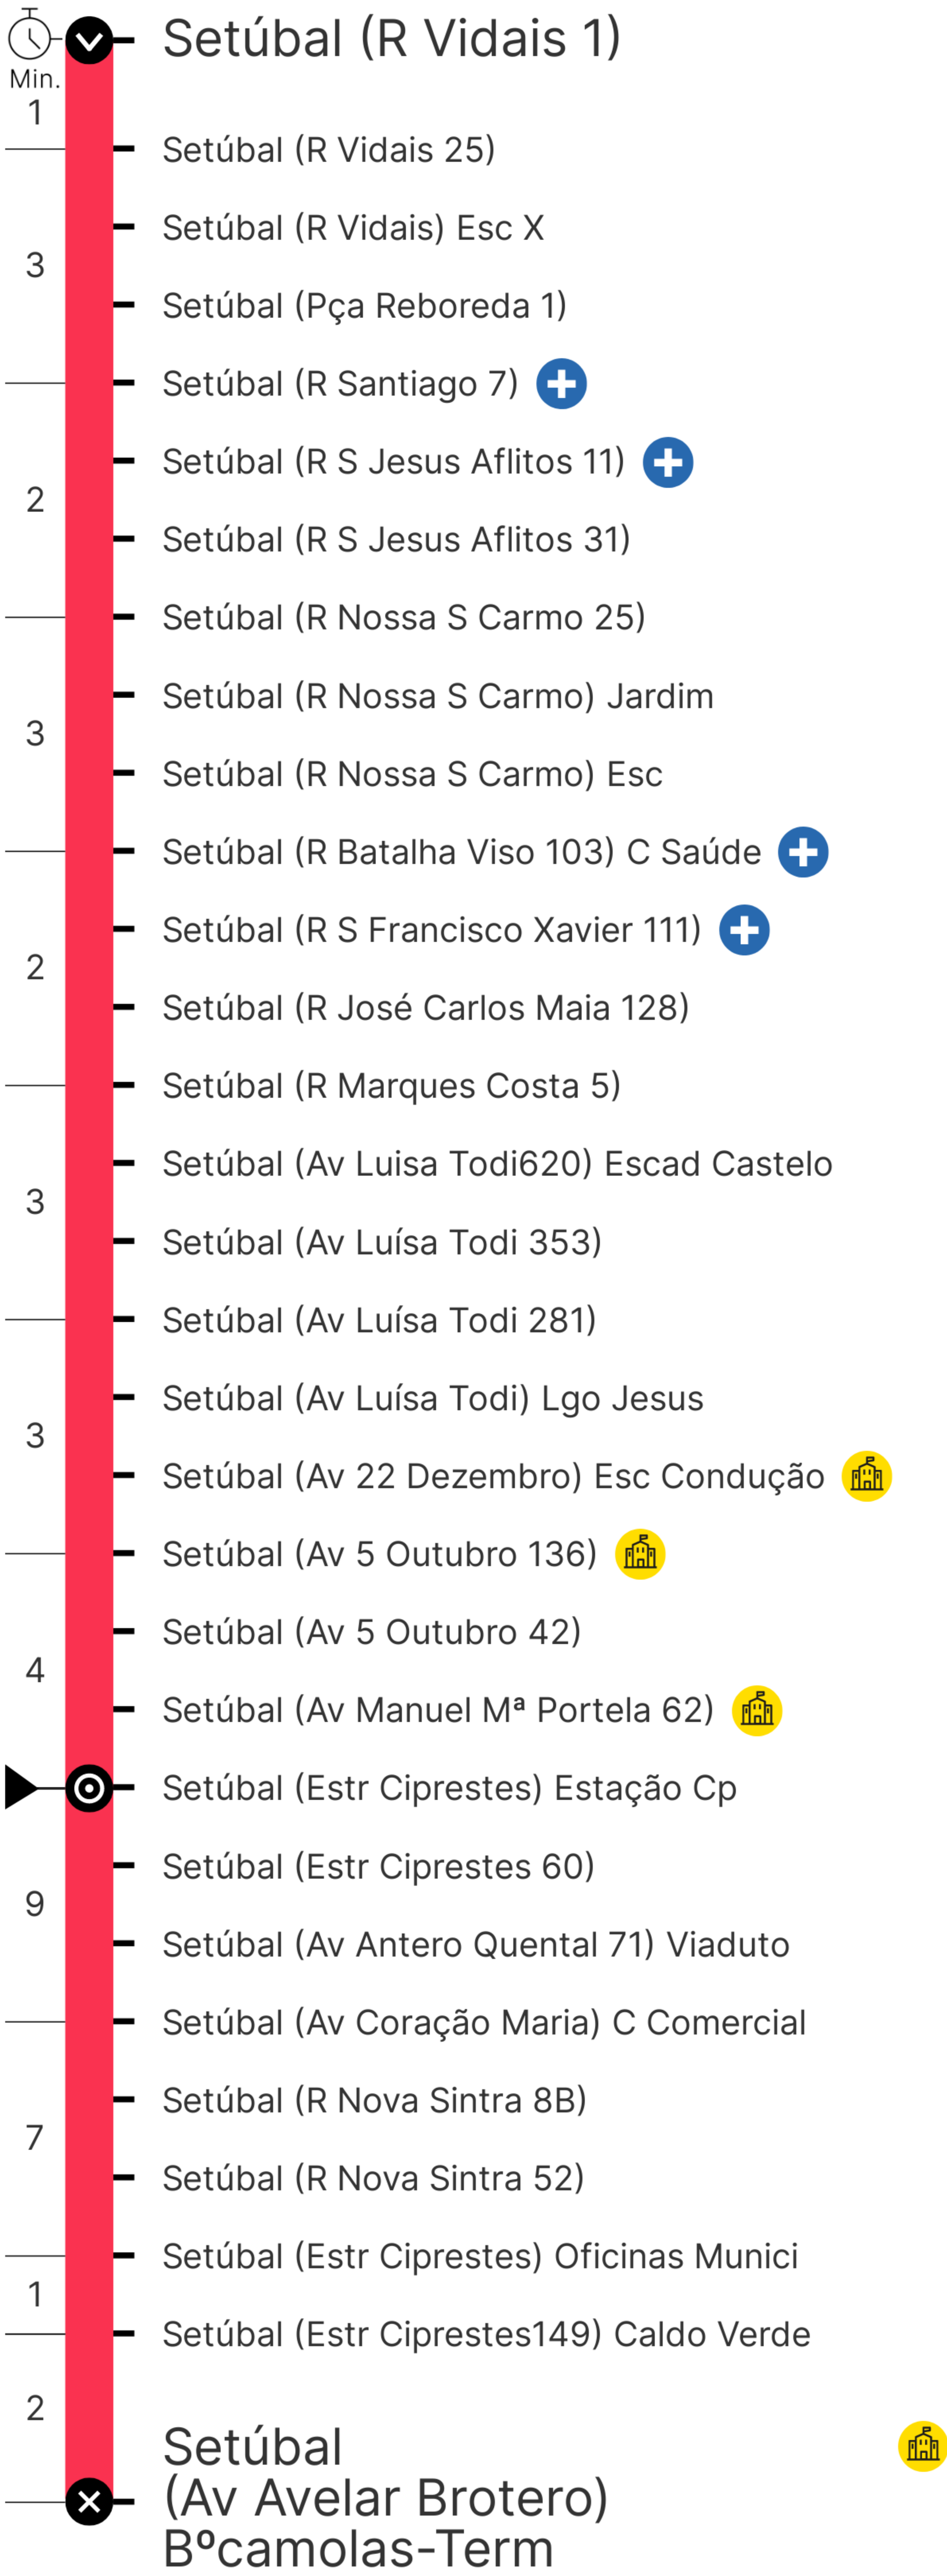 Setúbal (R Vidais 1)
Min.
1
Setúbal (R Vidais 25)
Setúbal (R Vidais) Esc X
3
Setúbal (Pça Reboreda 1)
Setúbal (R Santiago 7)
Setúbal (R S Jesus Aflitos 11)
2
Setúbal (R S Jesus Aflitos 31)
Setúbal (R Nossa S Carmo 25)
Setúbal (R Nossa S Carmo) Jardim
3
Setúbal (R Nossa S Carmo) Esc
Setúbal (R Batalha Viso 103) C Saúde
Setúbal (R S Francisco Xavier 111)
2
Setúbal (R José Carlos Maia 128)
Setúbal (R Marques Costa 5)
Setúbal (Av Luisa Todi620) Escad Castelo
3
Setúbal (Av Luísa Todi 353)
Setúbal (Av Luísa Todi 281)
Setúbal (Av Luísa Todi) Lgo Jesus
3
Setúbal (Av 22 Dezembro) Esc Condução
Setúbal (Av 5 Outubro 136)
Setúbal (Av 5 Outubro 42)
4
Setúbal (Av Manuel Mª Portela 62)
Setúbal (Estr Ciprestes) Estação Cp
Setúbal (Estr Ciprestes 60)
9
Setúbal (Av Antero Quental 71) Viaduto
Setúbal (Av Coração Maria) C Comercial
Setúbal (R Nova Sintra 8B)
7
Setúbal (R Nova Sintra 52)
Setúbal (Estr Ciprestes) Oficinas Munici
1
Setúbal (Estr Ciprestes149) Caldo Verde
2
Setúbal
(Av Avelar Brotero)
Bºcamolas-Term